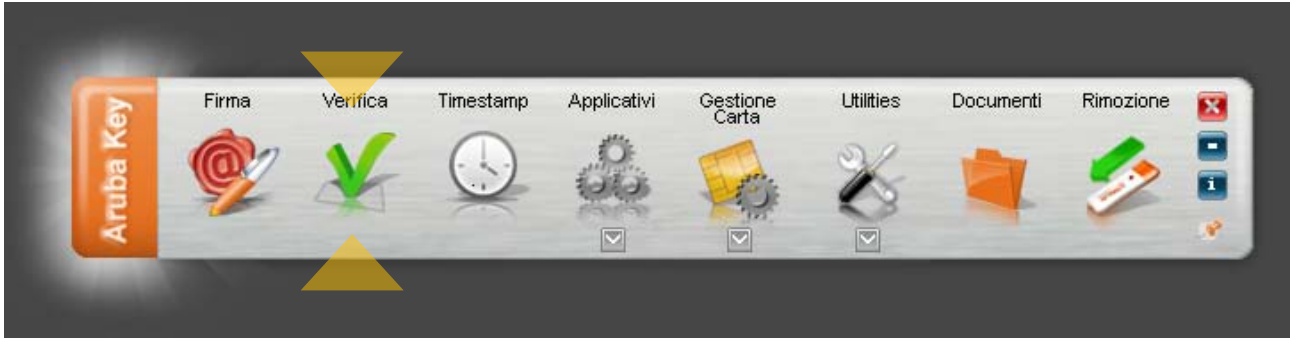 Aruba Key
Firma
Verifica
Timestamp
Applicativi
Gestione
Carta
Utilities
Documenti
Rimozione